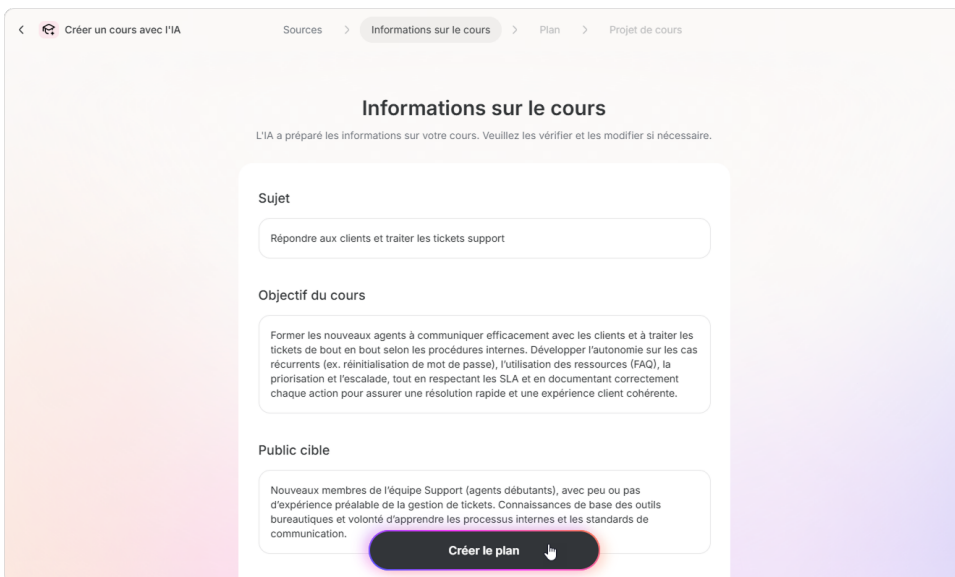 Créer un cours avec l'IA
Sources > Informations sur le cours > Plan > Projet de cours
Informations sur le cours
L'IA a préparé les informations sur votre cours. Veuillez les vérifier et les modifier si nécessaire.
Sujet
Répondre aux clients et traiter les tickets support
Objectif du cours
Former les nouveaux agents à communiquer efficacement avec les clients et à traiter les
tickets de bout en bout selon les procédures internes. Développer l'autonomie sur les cas
récurrents (ex. réinitialisation de mot de passe), l'utilisation des ressources (FAQ), la
priorisation et l'escalade, tout en respectant les SLA et en documentant correctement
chaque action pour assurer une résolution rapide et une expérience client cohérente.
Public cible
Nouveaux membres de l'équipe Support (agents débutants), avec peu ou pas
d'expérience préalable de la gestion de tickets. Connaissances de base des outils
bureautiques et volonté d'apprendre les processus internes et les standards de
communication.
Créer le plan